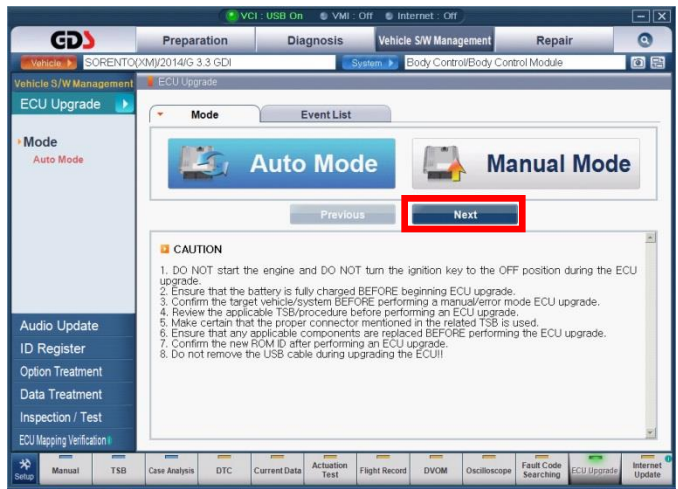 VCI : USB On VMI : Off Internet : Off
GDS Preparation Diagnosis Vehicle S/W Management Repair
Vehicle SORENTO(XM)/2014/G 3.3 GDI System Body Control/Body Control Module
Vehicle S/W Management ECU Upgrade
ECU Upgrade
Mode Event List
Mode
Auto Mode
Auto Mode Manual Mode
Previous Next
CAUTION
1. DO NOT start the engine and DO NOT turn the ignition key to the OFF position during the ECU
upgrade.
2. Ensure that the battery is fully charged BEFORE beginning ECU upgrade.
3. Confirm the target vehicle/system BEFORE performing a manual/error mode ECU upgrade.
4. Review the applicable TSB/procedure before performing an ECU upgrade.
5. Make certain that the proper connector mentioned in the related TSB is used.
6. Ensure that any applicable components are replaced BEFORE performing the ECU upgrade.
7. Confirm the new ROM ID after performing an ECU upgrade.
8. Do not remove the USB cable during upgrading the ECU!!
Audio Update
ID Register
Option Treatment
Data Treatment
Inspection / Test
ECU Mapping Verification
Setup Manual TSB Case Analysis DTC Current Data Actuation Test Flight Record DVOM Oscilloscope Fault Code Searching ECU Upgrade Internet Update